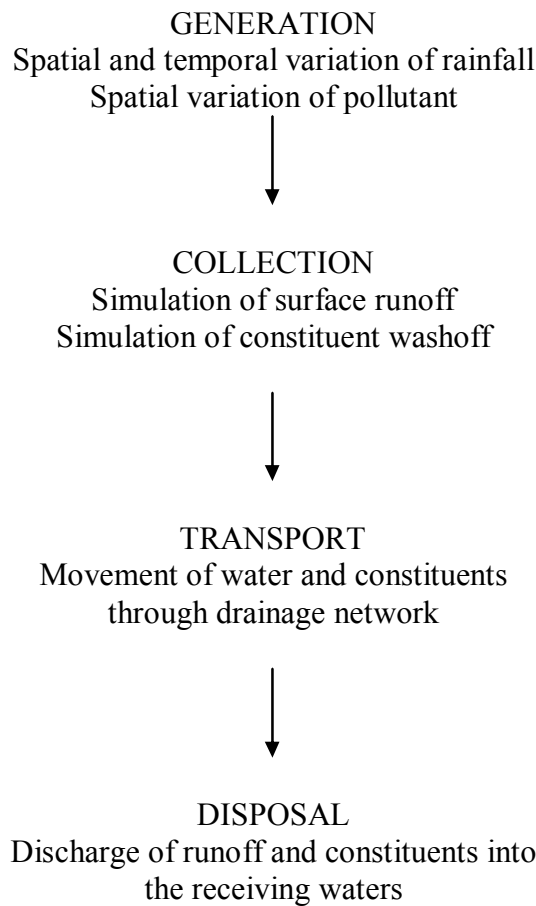 GENERATION
Spatial and temporal variation of rainfall
Spatial variation of pollutant
COLLECTION
Simulation of surface runoff
Simulation of constituent washoff
TRANSPORT
Movement of water and constituents
through drainage network
DISPOSAL
Discharge of runoff and constituents into
the receiving waters